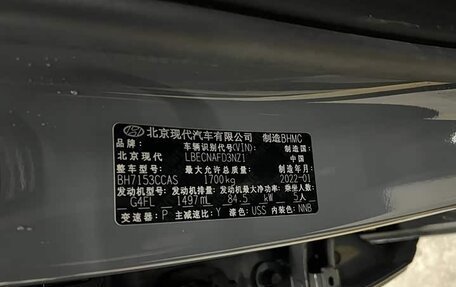 北京现代汽车有限公司 制造BHMC
品牌: 车辆识别代号(VIN): 制造国:
北京现代 LBECNAFD3NZ1 中国
整车型号: 最大允许总质量: 制造年月:
BH7153CCAS 1700kg 2022-01
发动机型号: 发动机排量: 发动机最大净功率: 乘坐人数:
G4FL 1497mL 84.5 kW 5人
变速器: P 主减速比: Y 漆色: USS 内装色: NNB